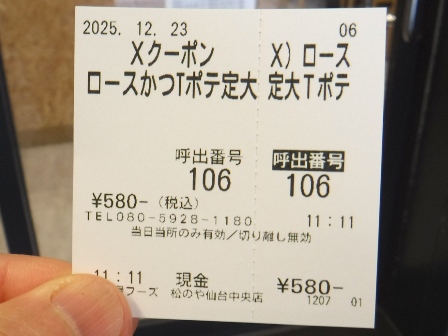 2025. 12. 23 06
Xクーポン X) ロース
ロースかつTポテ定大 定大Tポテ
呼出番号 呼出番号
106 106
¥580-(税込)
TEL080-5928-1180 11:11
当日当所のみ有効/切り離し無効
11:11 現金 ¥580-
フーズ 松のや仙台中央店 1207 01